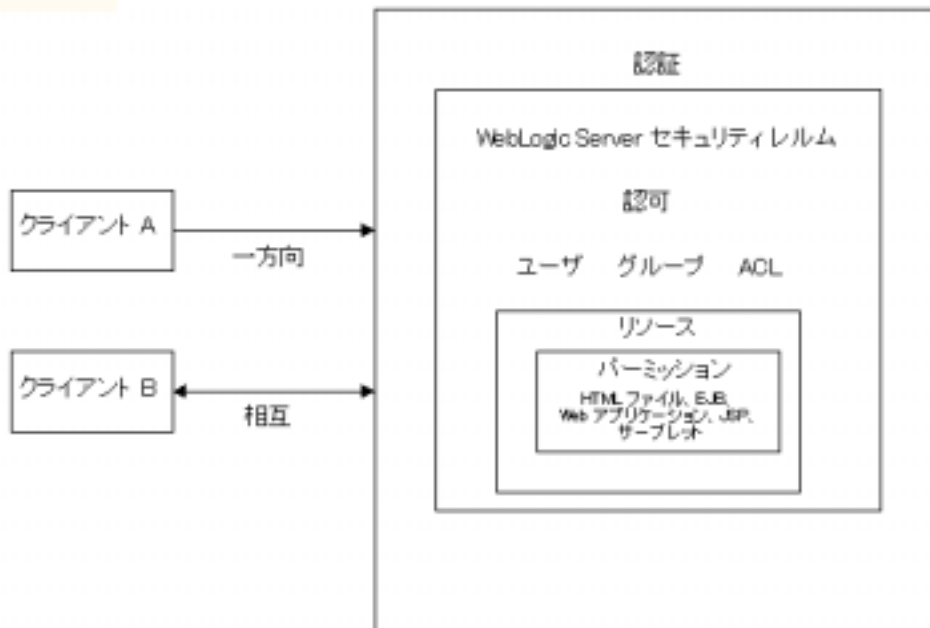 認証
WebLogic Server セキュリティ レルム
認可
クライアント A
一方向
ユーザ グループ ACL
リソース
クライアント B
相互
パーミッション
HTML ファイル、EJB、
Web アプリケーション、JSP、
サーブレット